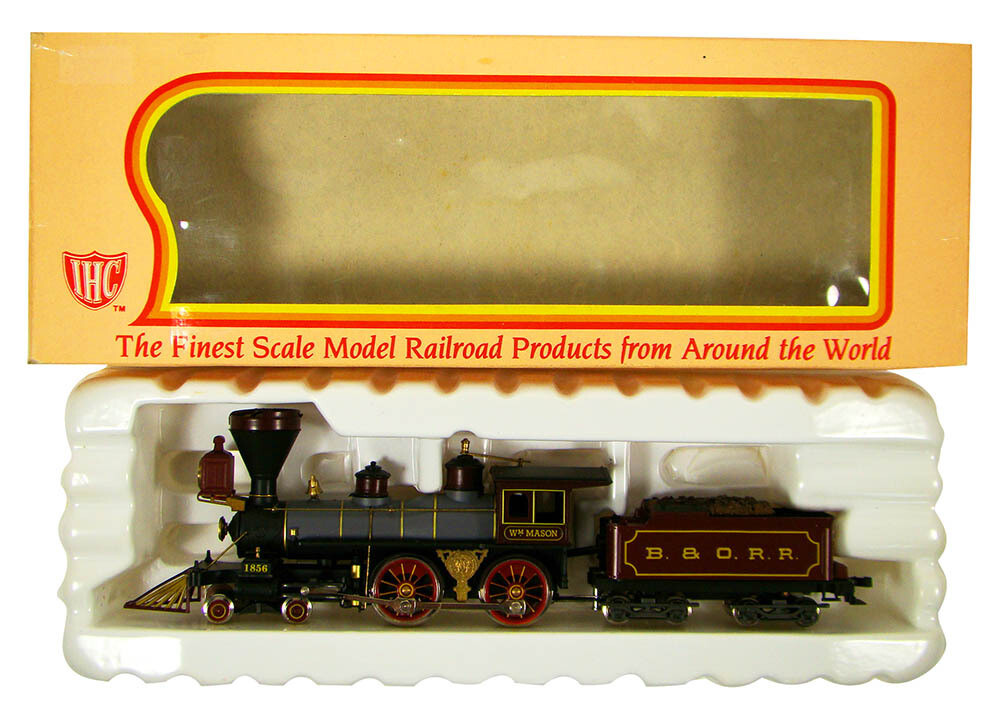 IHC
TM
The Finest Scale Model Railroad Products from Around the World
WM MASON
B. & O. R. R.
1856